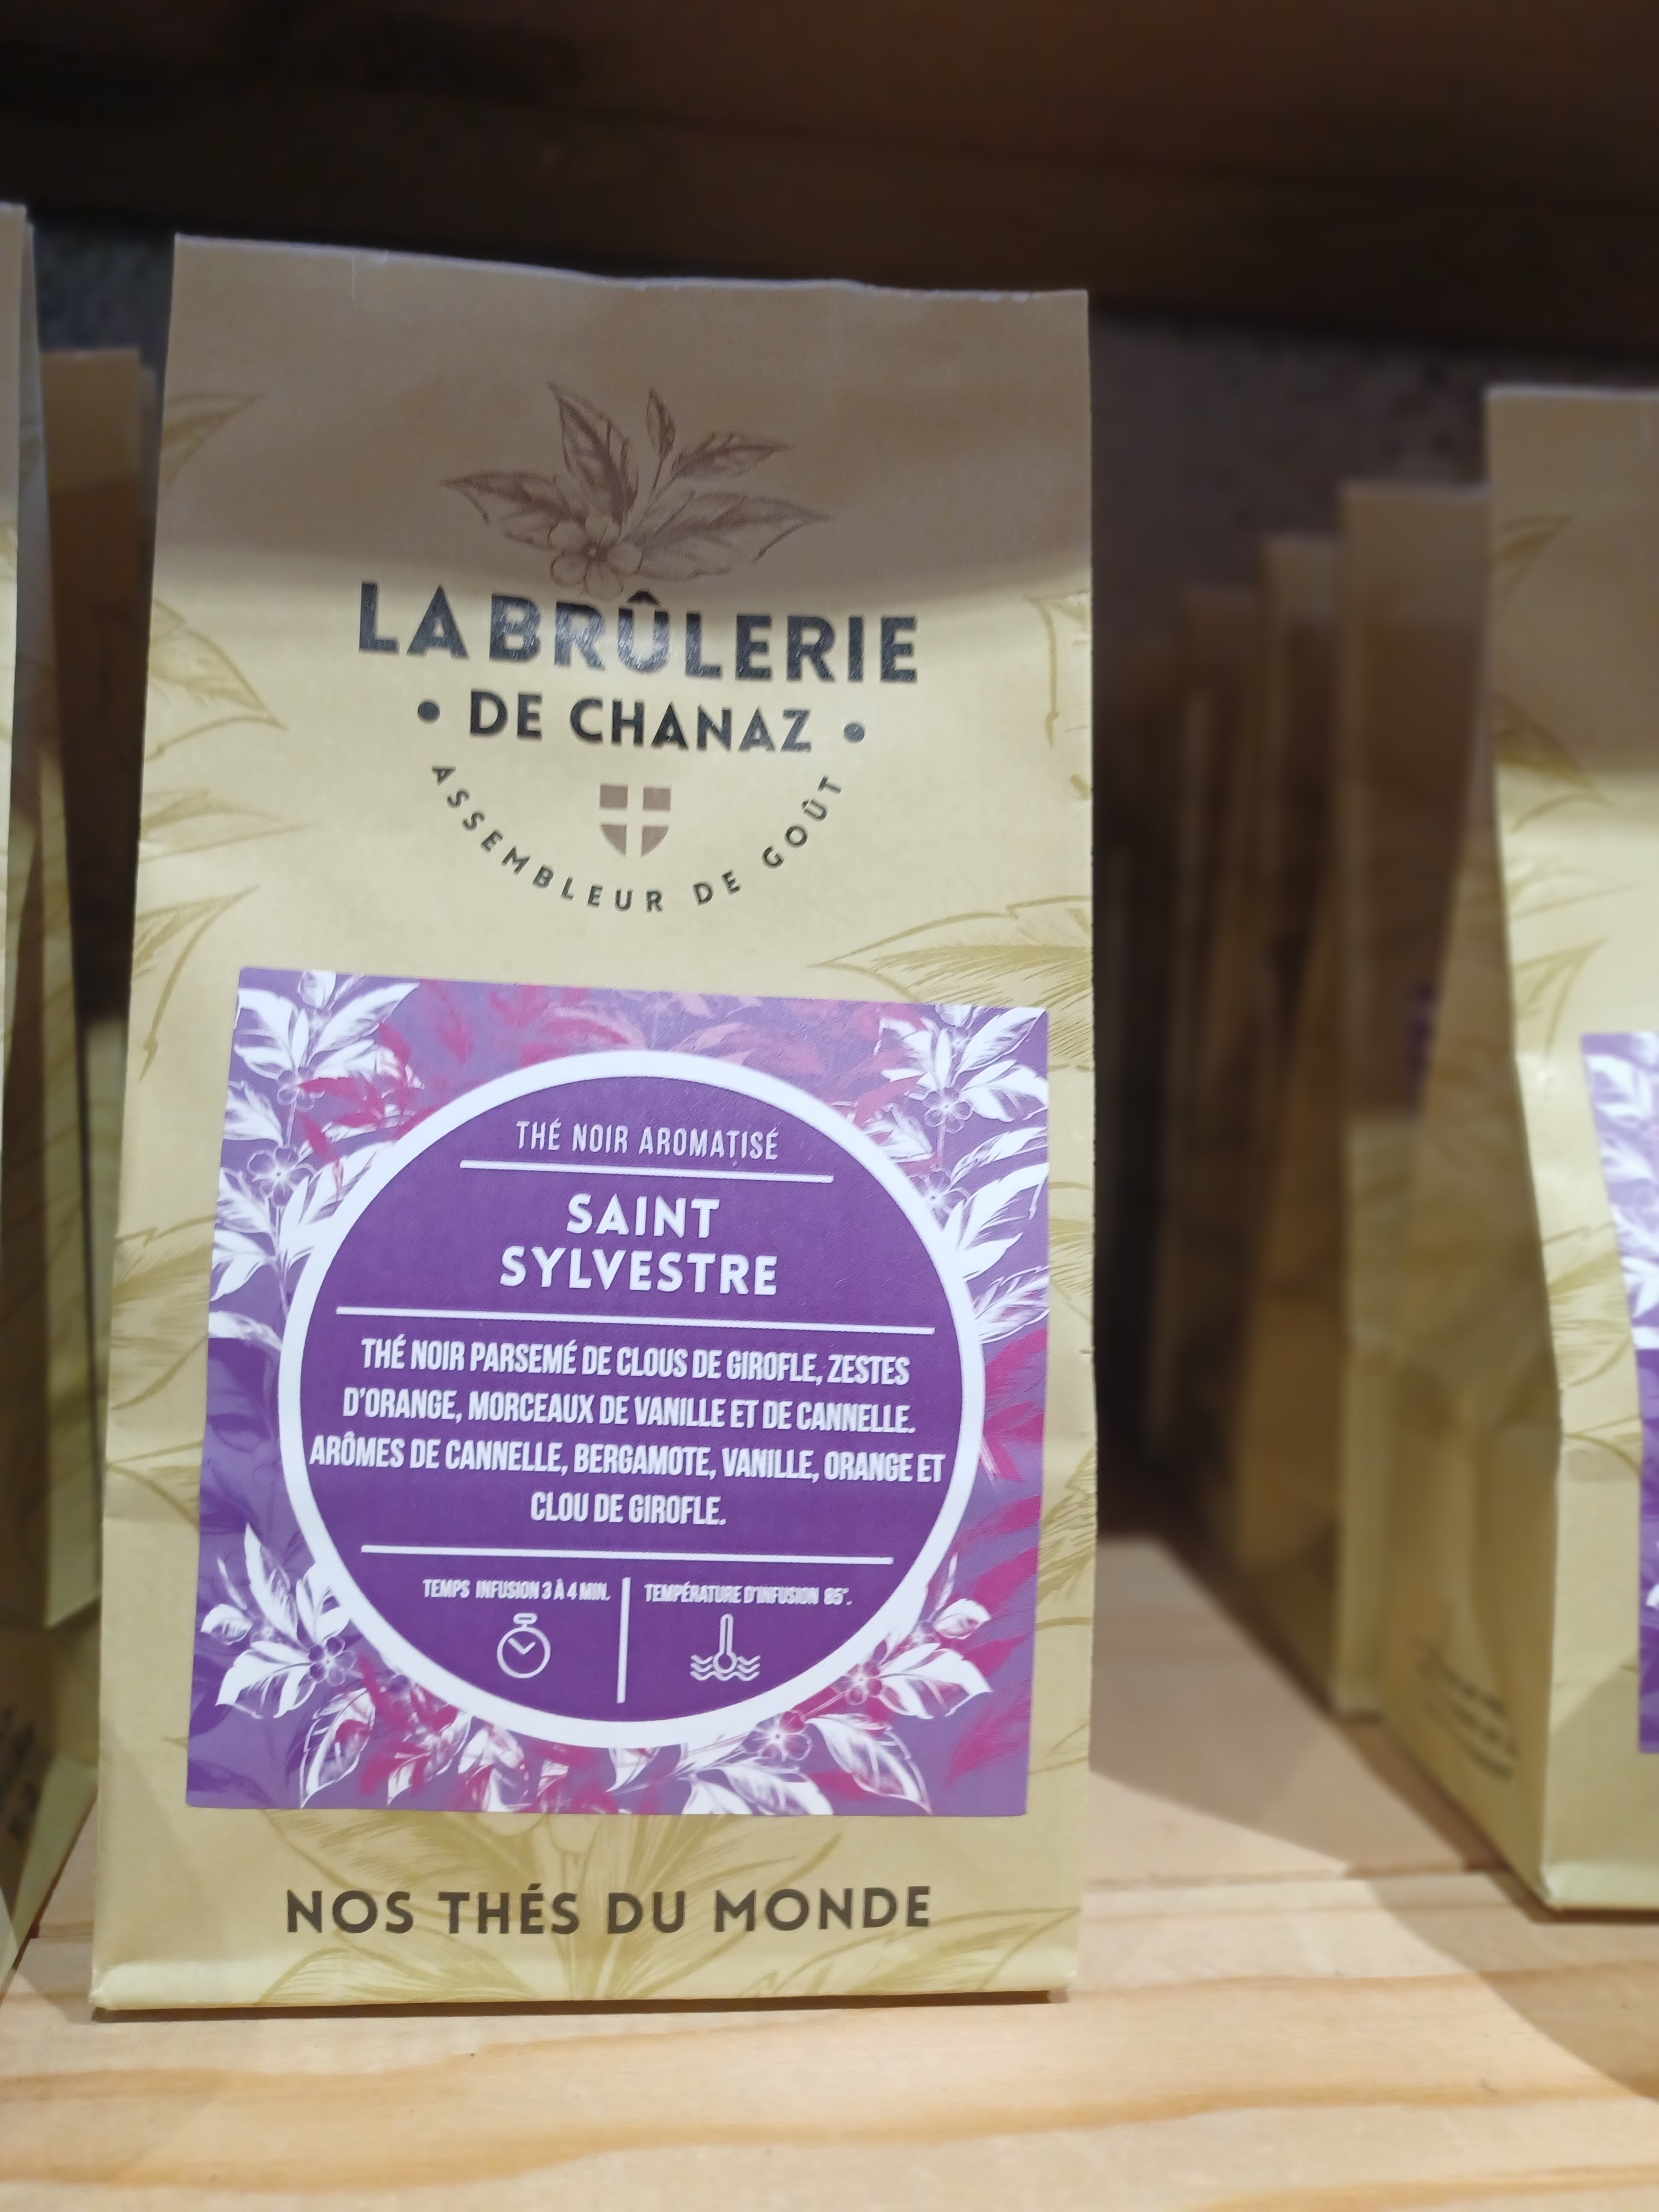 LA BRÛLERIE
• DE CHANAZ •
ASSEMBLEUR DE GOÛT
THÉ NOIR AROMATISÉ
SAINT
SYLVESTRE
THÉ NOIR PARSEMÉ DE CLOUS DE GIROFLE, ZESTES
D'ORANGE, MORCEAUX DE VANILLE ET DE CANNELLE.
ARÔMES DE CANNELLE, BERGAMOTE, VANILLE, ORANGE ET
CLOU DE GIROFLE.
TEMPS INFUSION 3 À 4 MIN.
TEMPÉRATURE D'INFUSION 85°.
NOS THÉS DU MONDE